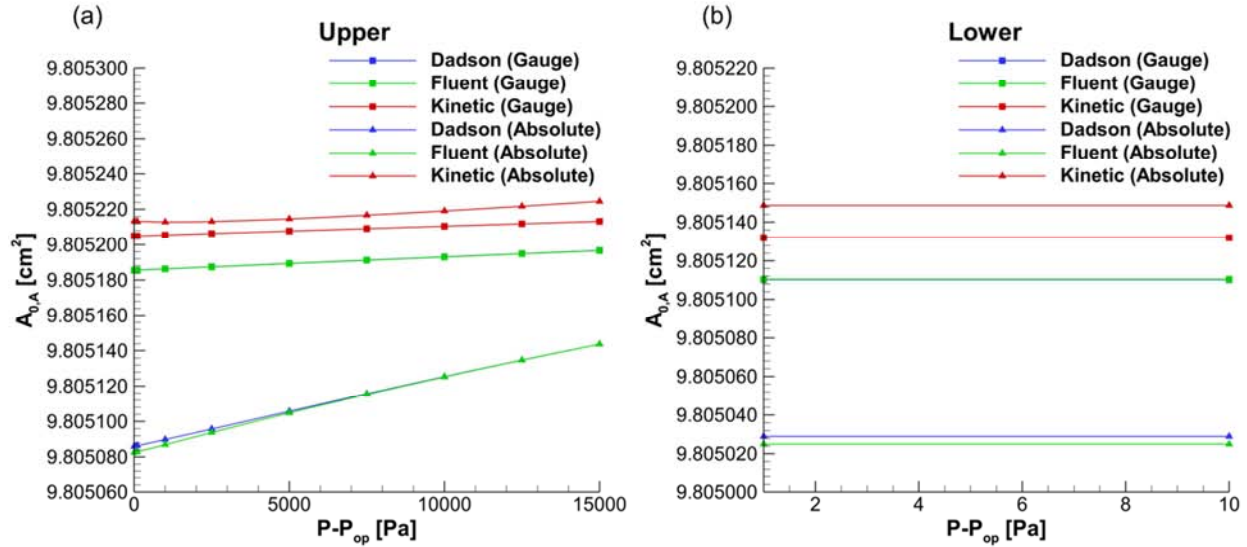 (a)
Upper
Dadson (Gauge)
Fluent (Gauge)
Kinetic (Gauge)
Dadson (Absolute)
Fluent (Absolute)
Kinetic (Absolute)
A0,A [cm2]
9.805300
9.805280
9.805260
9.805240
9.805220
9.805200
9.805180
9.805160
9.805140
9.805120
9.805100
9.805080
9.805060
0 5000 10000 15000
P-Pop [Pa]
(b)
Lower
Dadson (Gauge)
Fluent (Gauge)
Kinetic (Gauge)
Dadson (Absolute)
Fluent (Absolute)
Kinetic (Absolute)
A0,A [cm2]
9.805220
9.805200
9.805180
9.805160
9.805140
9.805120
9.805100
9.805080
9.805060
9.805040
9.805020
9.805000
2 4 6 8 10
P-Pop [Pa]